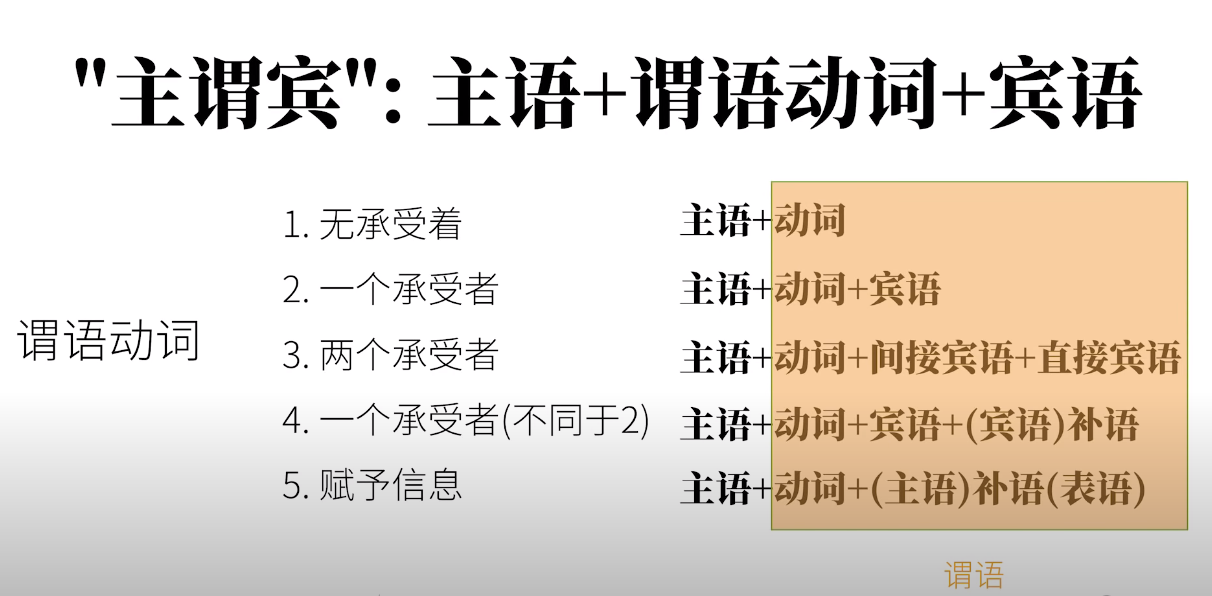 "主谓宾": 主语+谓语动词+宾语
谓语动词
1. 无承受着
主语+动词
2. 一个承受者
主语+动词+宾语
3. 两个承受者
主语+动词+间接宾语+直接宾语
4. 一个承受者(不同于2)
主语+动词+宾语+(宾语)补语
5. 赋予信息
主语+动词+(主语)补语(表语)
谓语